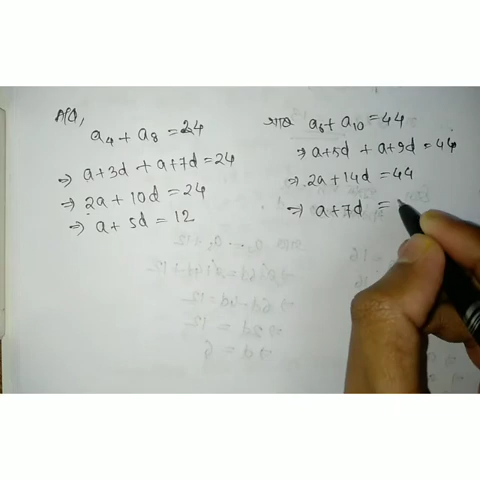 A/Q,
a₄ + a₈ = 24
⇒ a+3d + a+7d = 24
⇒ 2a + 10d = 24
⇒ a + 5d = 12
আৰু a₆ + a₁₀ = 44
⇒ a+5d + a+9d = 44
⇒ 2a + 14d = 44
⇒ a+7d =